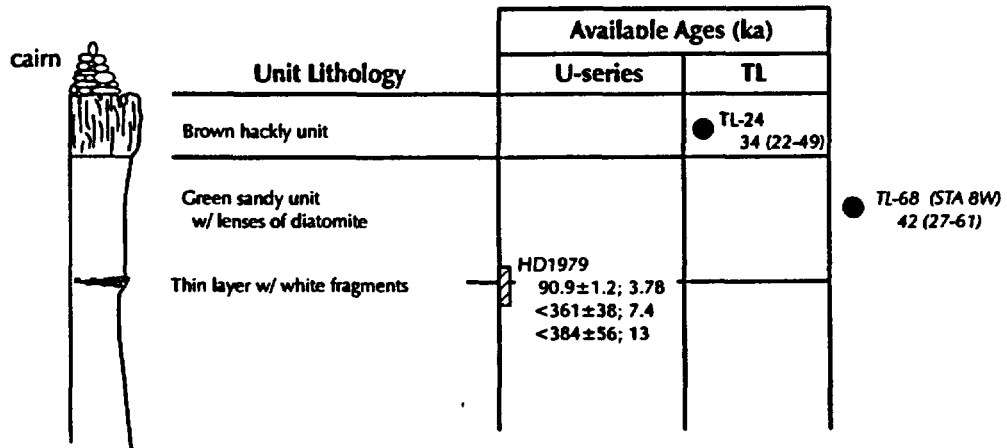 Available Ages (ka)
cairn
Unit Lithology
U-series
TL
Brown hackly unit
TL-24
34 (22-49)
Green sandy unit
w/ lenses of diatomite
TL-68 (STA 8W)
42 (27-61)
Thin layer w/ white fragments
HD1979
90.9±1.2; 3.78
<361±38; 7.4
<384±56; 13